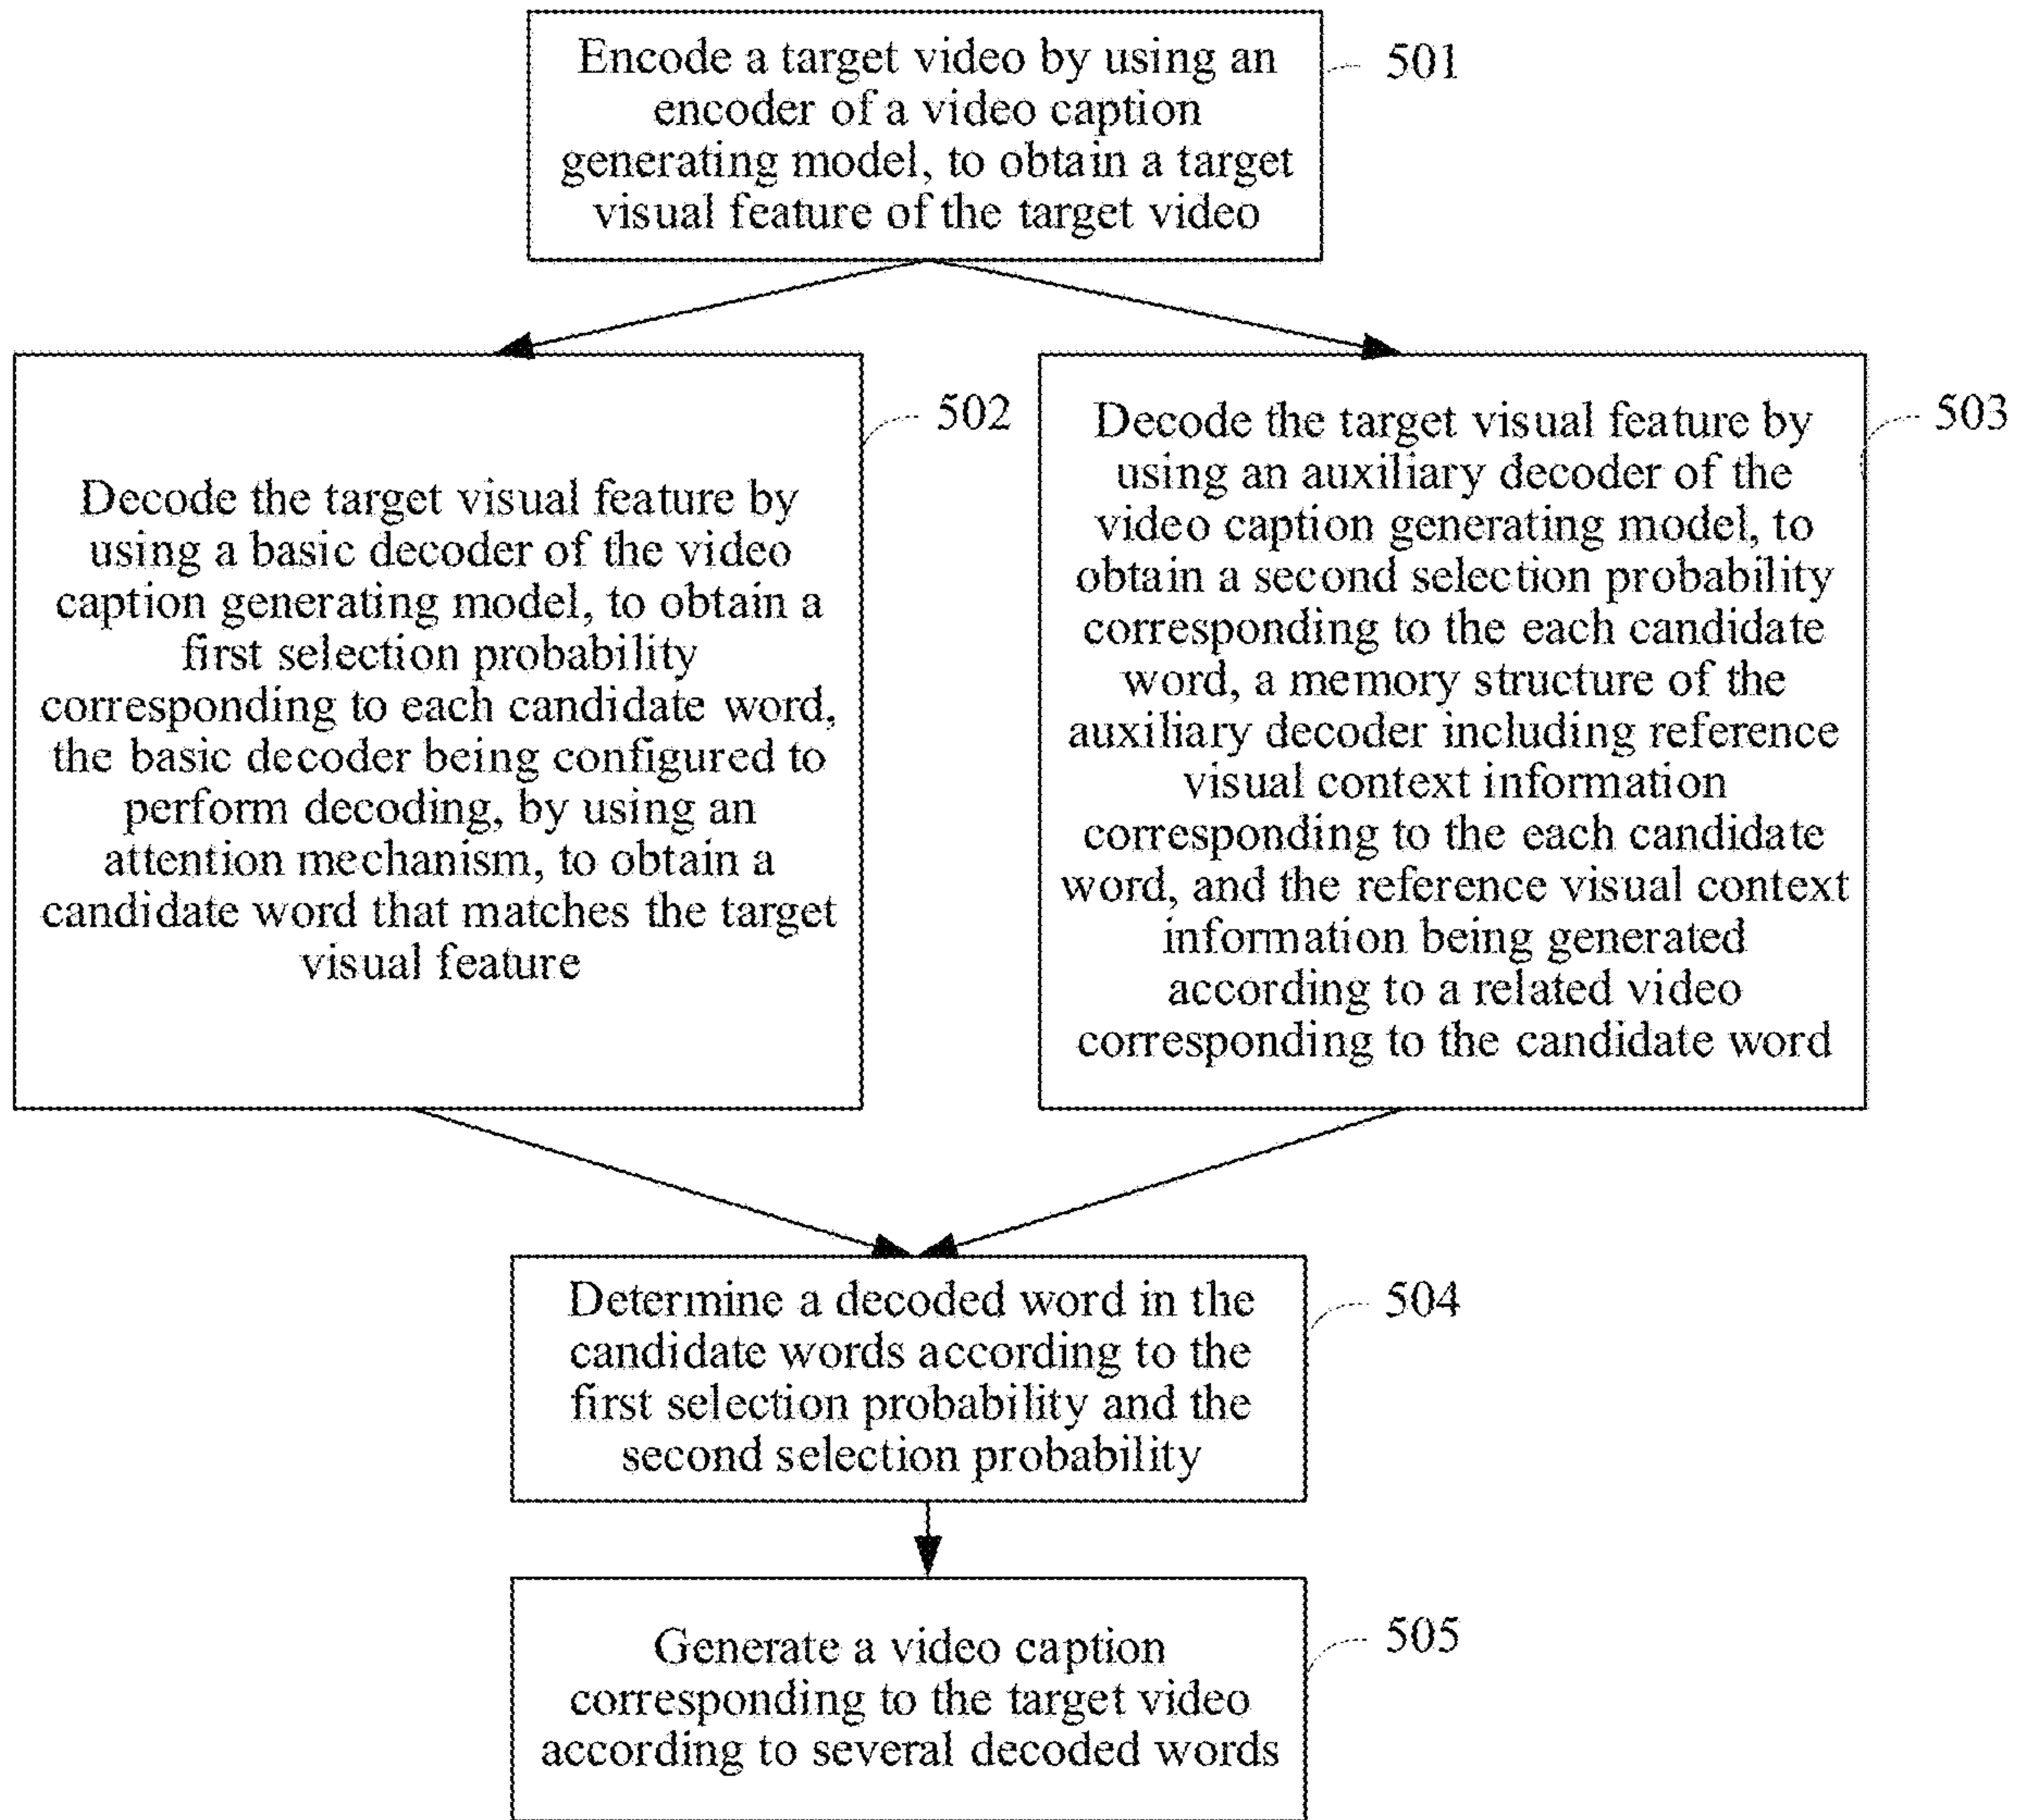 Encode a target video by using an
encoder of a video caption
generating model, to obtain a target
visual feature of the target video
501
Decode the target visual feature by
using a basic decoder of the video
caption generating model, to obtain a
first selection probability
corresponding to each candidate word,
the basic decoder being configured to
perform decoding, by using an
attention mechanism, to obtain a
candidate word that matches the target
visual feature
502
Decode the target visual feature by
using an auxiliary decoder of the
video caption generating model, to
obtain a second selection probability
corresponding to the each candidate
word, a memory structure of the
auxiliary decoder including reference
visual context information
corresponding to the each candidate
word, and the reference visual context
information being generated
according to a related video
corresponding to the candidate word
503
Determine a decoded word in the
candidate words according to the
first selection probability and the
second selection probability
504
Generate a video caption
corresponding to the target video
according to several decoded words
505